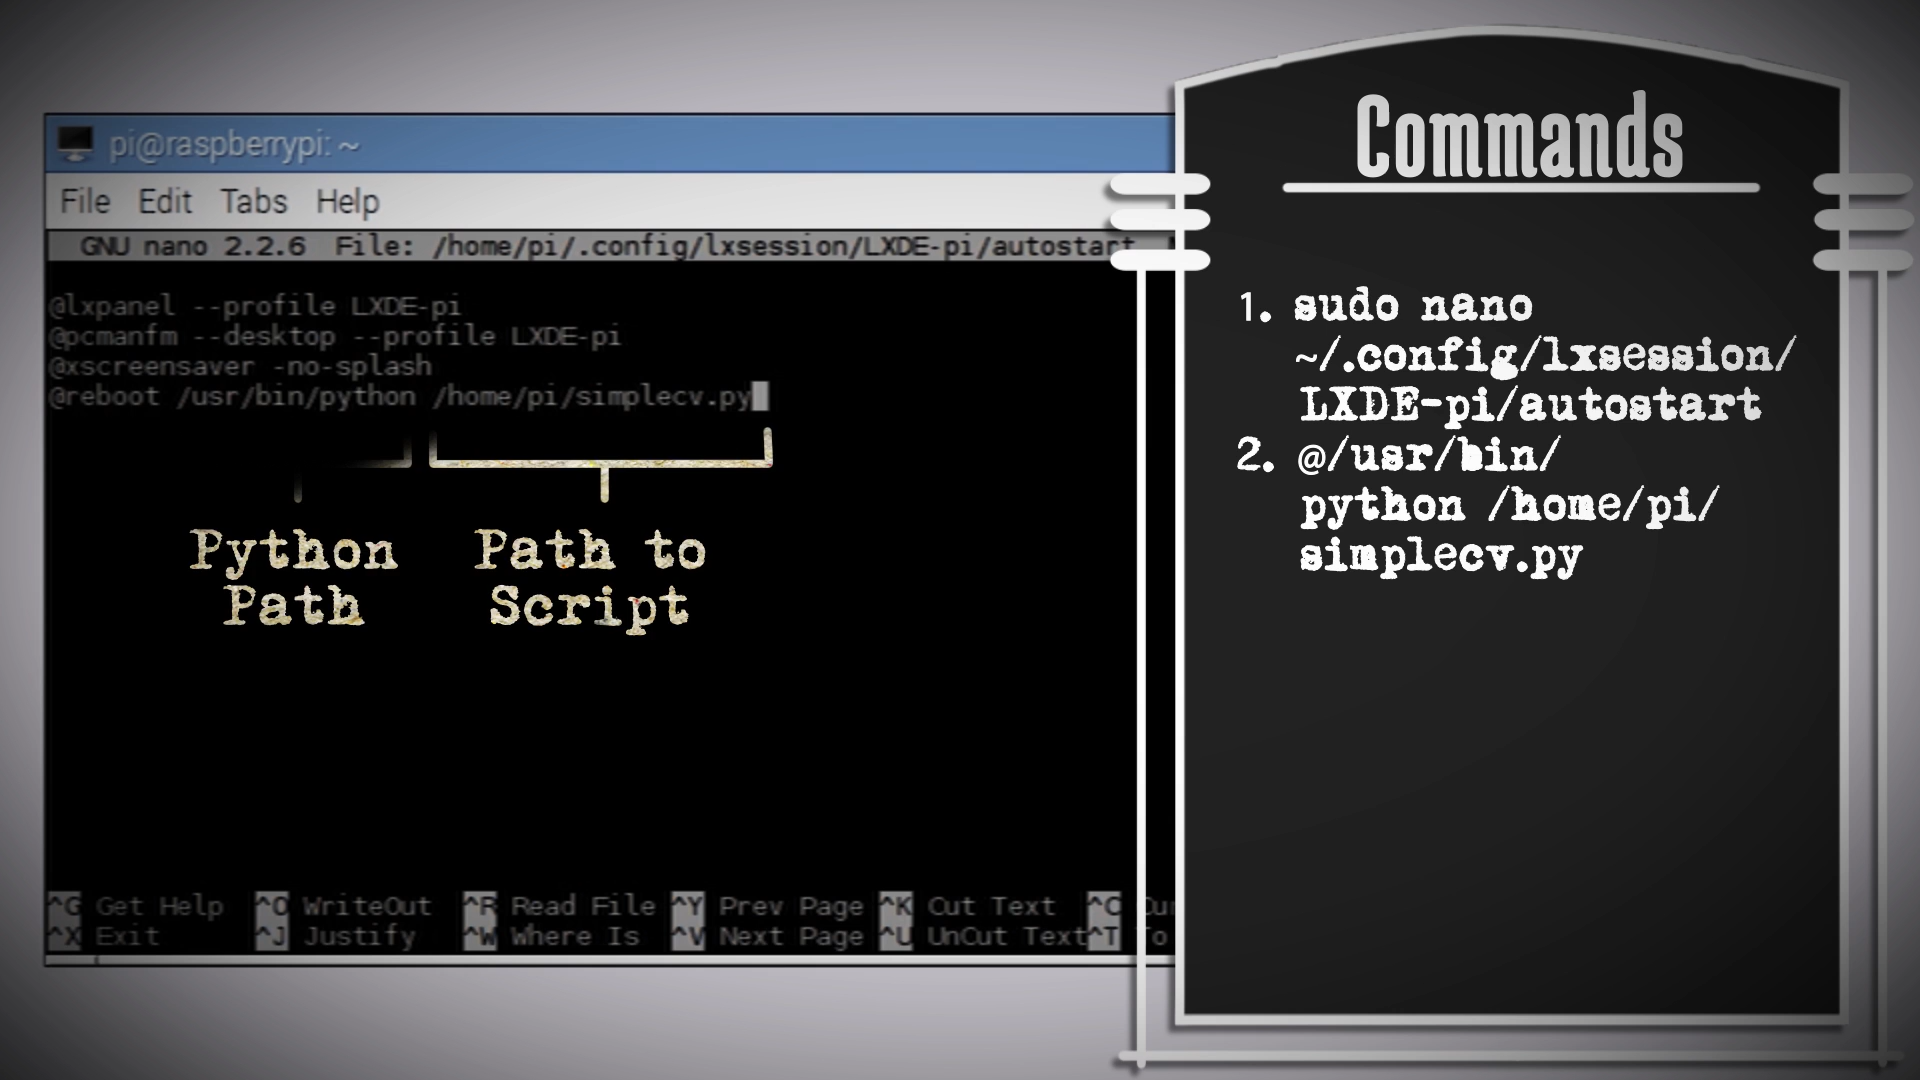 pi@raspberrypi: ~
File Edit Tabs Help
GNU nano 2.2.6 File: /home/pi/.config/lxsession/LXDE-pi/autostart
@lxpanel --profile LXDE-pi
@pcmanfm --desktop --profile LXDE-pi
@xscreensaver -no-splash
@reboot /usr/bin/python /home/pi/simplecv.py
Python
Path
Path to
Script
^G Get Help ^O WriteOut ^R Read File ^Y Prev Page ^K Cut Text ^C
^X Exit ^J Justify ^W Where Is ^V Next Page ^U UnCut Text ^T To
Commands
1. sudo nano
~/.config/lxsession/
LXDE-pi/autostart
2. @/usr/bin/
python /home/pi/
simplecv.py